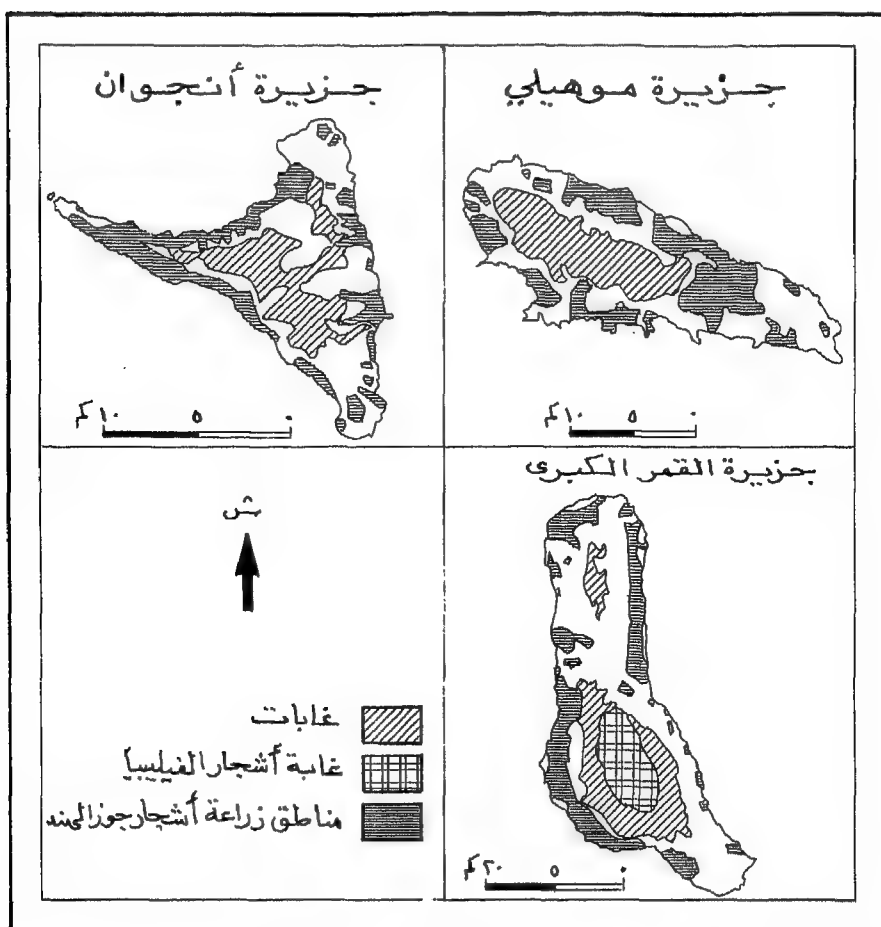 جزيرة موهيلي
١٠ كم ٥ ٠
جزيرة أنجوان
١٠ كم ٥ ٠
جزيرة القمر الكبرى
٢٠ كم ٥ ٠
ش
غابات
غابة أشجار الفيليبيا
مناطق زراعة أشجار جوز الهند